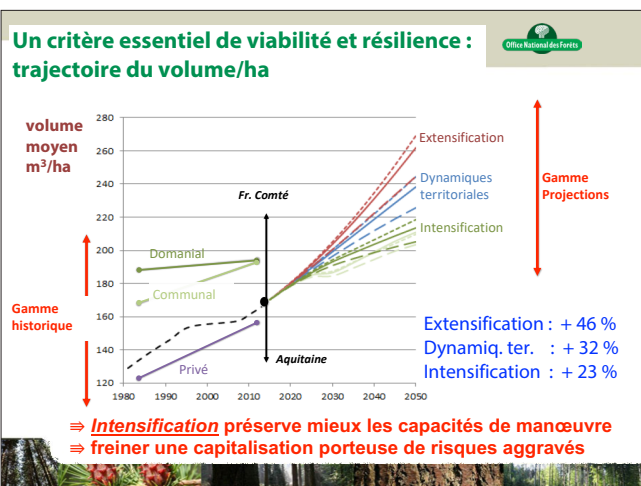 Un critère essentiel de viabilité et résilience :
trajectoire du volume/ha
Office National des Forêts
volume
moyen
m³/ha
280
260
240
220
200
180
160
140
120
1980
1990
2000
2010
2020
2030
2040
2050
Fr. Comté
Aquitaine
Domanial
Communal
Privé
Extensification
Dynamiques
territoriales
Intensification
Gamme
Projections
Gamme
historique
Extensification : + 46 %
Dynamiq. ter. : + 32 %
Intensification : + 23 %
⇛ Intensification préserve mieux les capacités de manœuvre
⇛ freiner une capitalisation porteuse de risques aggravés